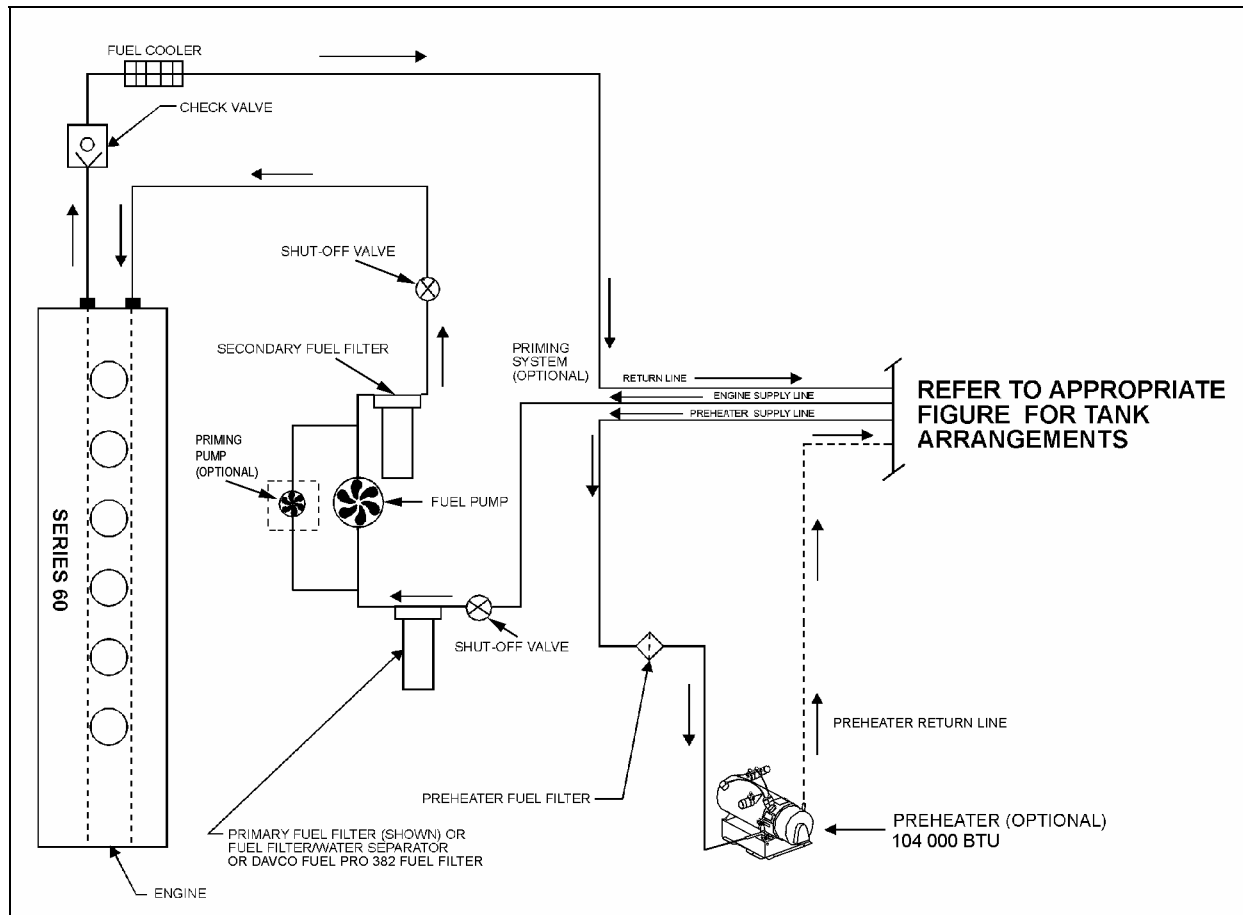 FUEL COOLER
CHECK VALVE
SHUT-OFF VALVE
SECONDARY FUEL FILTER
PRIMING
SYSTEM
(OPTIONAL)
RETURN LINE
ENGINE SUPPLY LINE
PREHEATER SUPPLY LINE
REFER TO APPROPRIATE
FIGURE FOR TANK
ARRANGEMENTS
PRIMING
PUMP
(OPTIONAL)
FUEL PUMP
SERIES 60
SHUT-OFF VALVE
PREHEATER RETURN LINE
PREHEATER FUEL FILTER
PREHEATER (OPTIONAL)
104 000 BTU
PRIMARY FUEL FILTER (SHOWN) OR
FUEL FILTER/WATER SEPARATOR
OR DAVCO FUEL PRO 382 FUEL FILTER
ENGINE